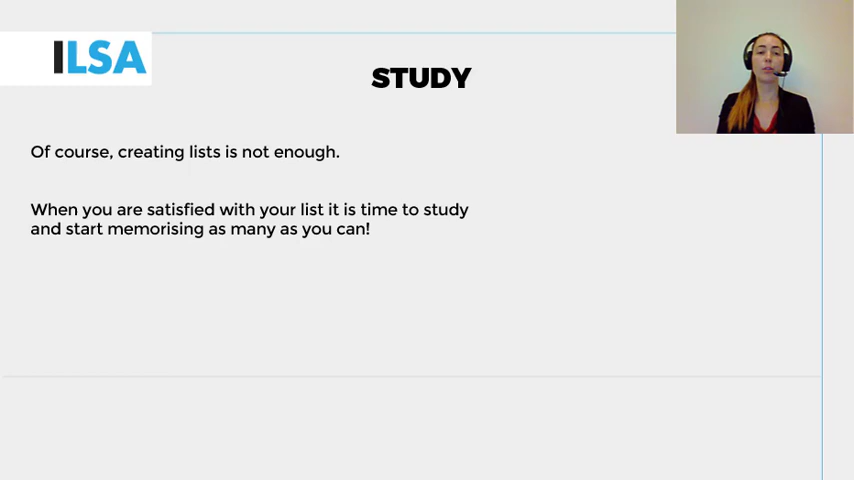 ILSA
STUDY
Of course, creating lists is not enough.
When you are satisfied with your list it is time to study
and start memorising as many as you can!